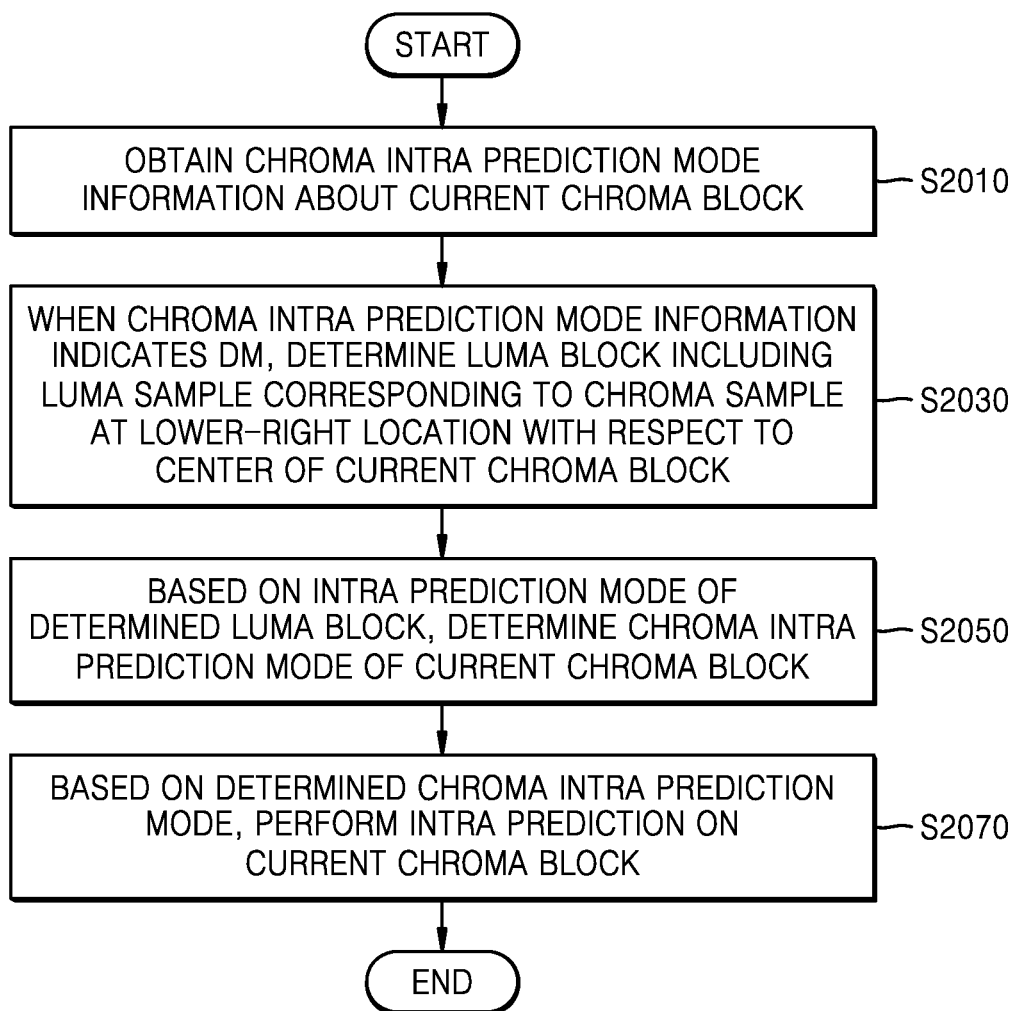 START
OBTAIN CHROMA INTRA PREDICTION MODE
INFORMATION ABOUT CURRENT CHROMA BLOCK
S2010
WHEN CHROMA INTRA PREDICTION MODE INFORMATION
INDICATES DM, DETERMINE LUMA BLOCK INCLUDING
LUMA SAMPLE CORRESPONDING TO CHROMA SAMPLE
AT LOWER-RIGHT LOCATION WITH RESPECT TO
CENTER OF CURRENT CHROMA BLOCK
S2030
BASED ON INTRA PREDICTION MODE OF
DETERMINED LUMA BLOCK, DETERMINE CHROMA INTRA
PREDICTION MODE OF CURRENT CHROMA BLOCK
S2050
BASED ON DETERMINED CHROMA INTRA PREDICTION
MODE, PERFORM INTRA PREDICTION ON
CURRENT CHROMA BLOCK
S2070
END